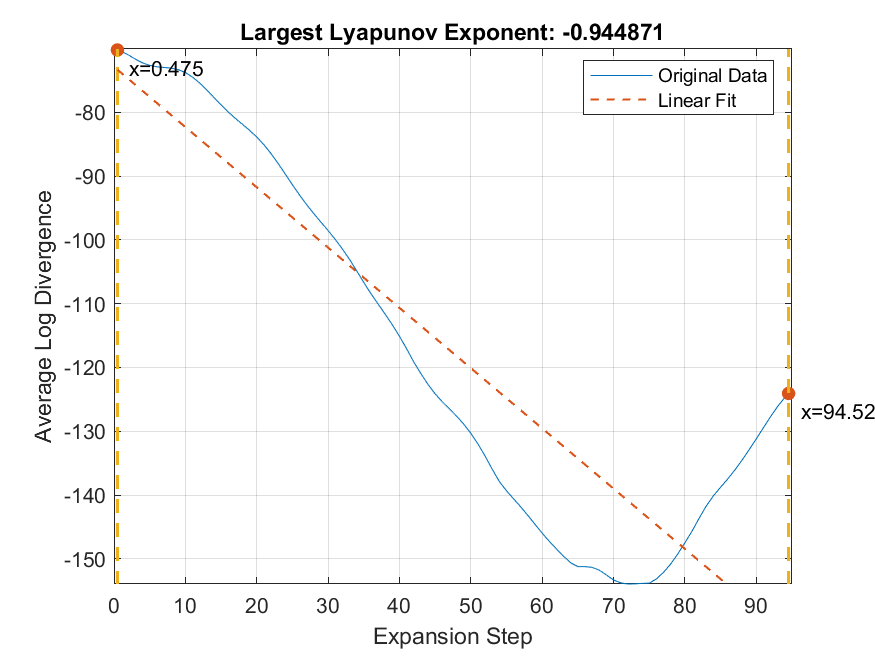 Largest Lyapunov Exponent: -0.944871
x=0.475
Original Data
Linear Fit
-80
-90
-100
-110
-120
-130
-140
-150
Average Log Divergence
x=94.52
0 10 20 30 40 50 60 70 80 90
Expansion Step